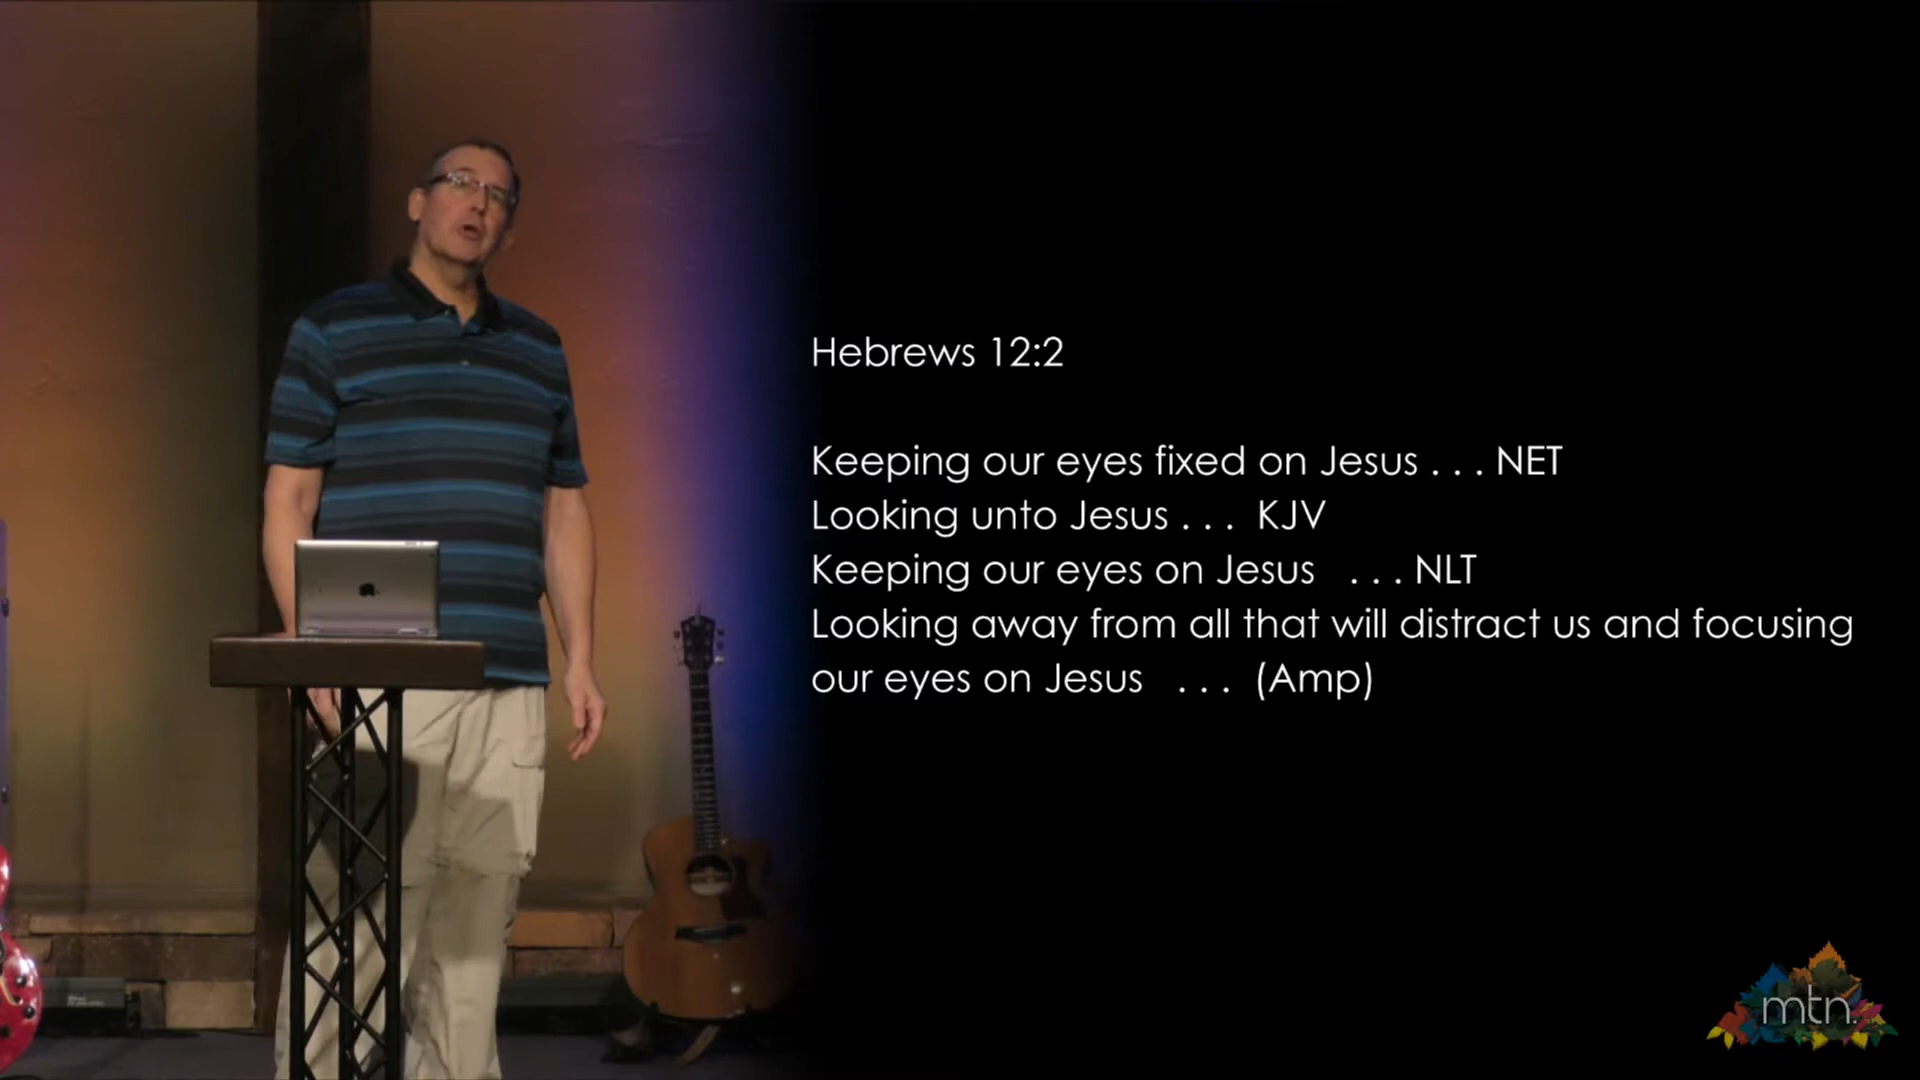 Hebrews 12:2
Keeping our eyes fixed on Jesus . . . NET
Looking unto Jesus . . . KJV
Keeping our eyes on Jesus . . . NLT
Looking away from all that will distract us and focusing
our eyes on Jesus . . . (Amp)
mtn.